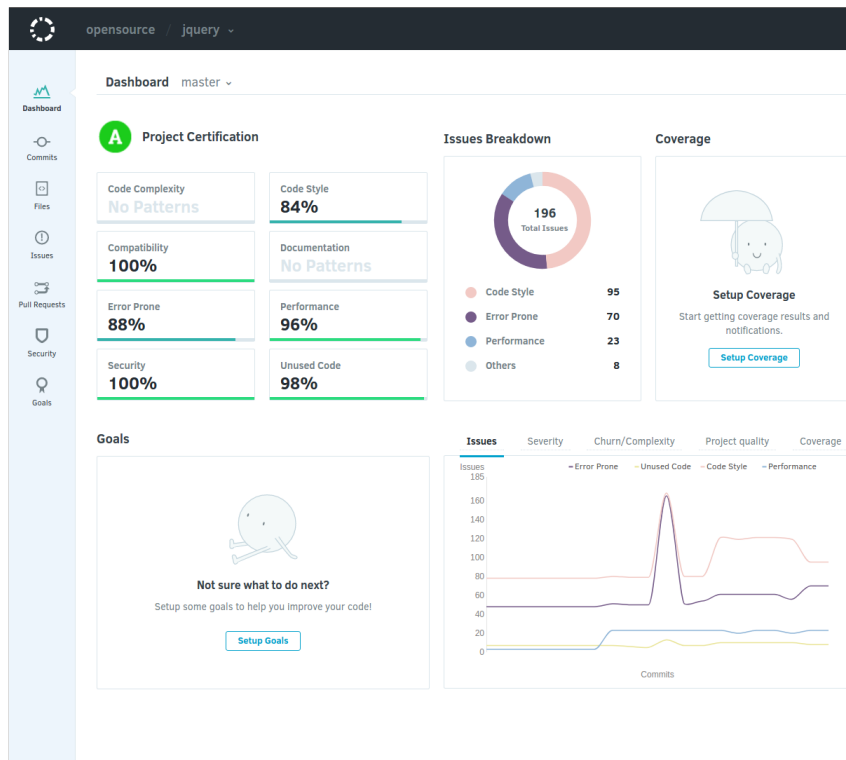 opensource / jquery
Dashboard master
Dashboard
Commits
Files
Issues
Pull Requests
Security
Goals
A Project Certification
Code Complexity
No Patterns
Code Style
84%
Compatibility
100%
Documentation
No Patterns
Error Prone
88%
Performance
96%
Security
100%
Unused Code
98%
Issues Breakdown
196
Total Issues
Code Style 95
Error Prone 70
Performance 23
Others 8
Coverage
Setup Coverage
Start getting coverage results and
notifications.
Setup Coverage
Goals
Not sure what to do next?
Setup some goals to help you improve your code!
Setup Goals
Issues Severity Churn/Complexity Project quality Coverage
Issues
Error Prone Unused Code Code Style Performance
185
160
140
120
100
80
60
40
20
0
Commits